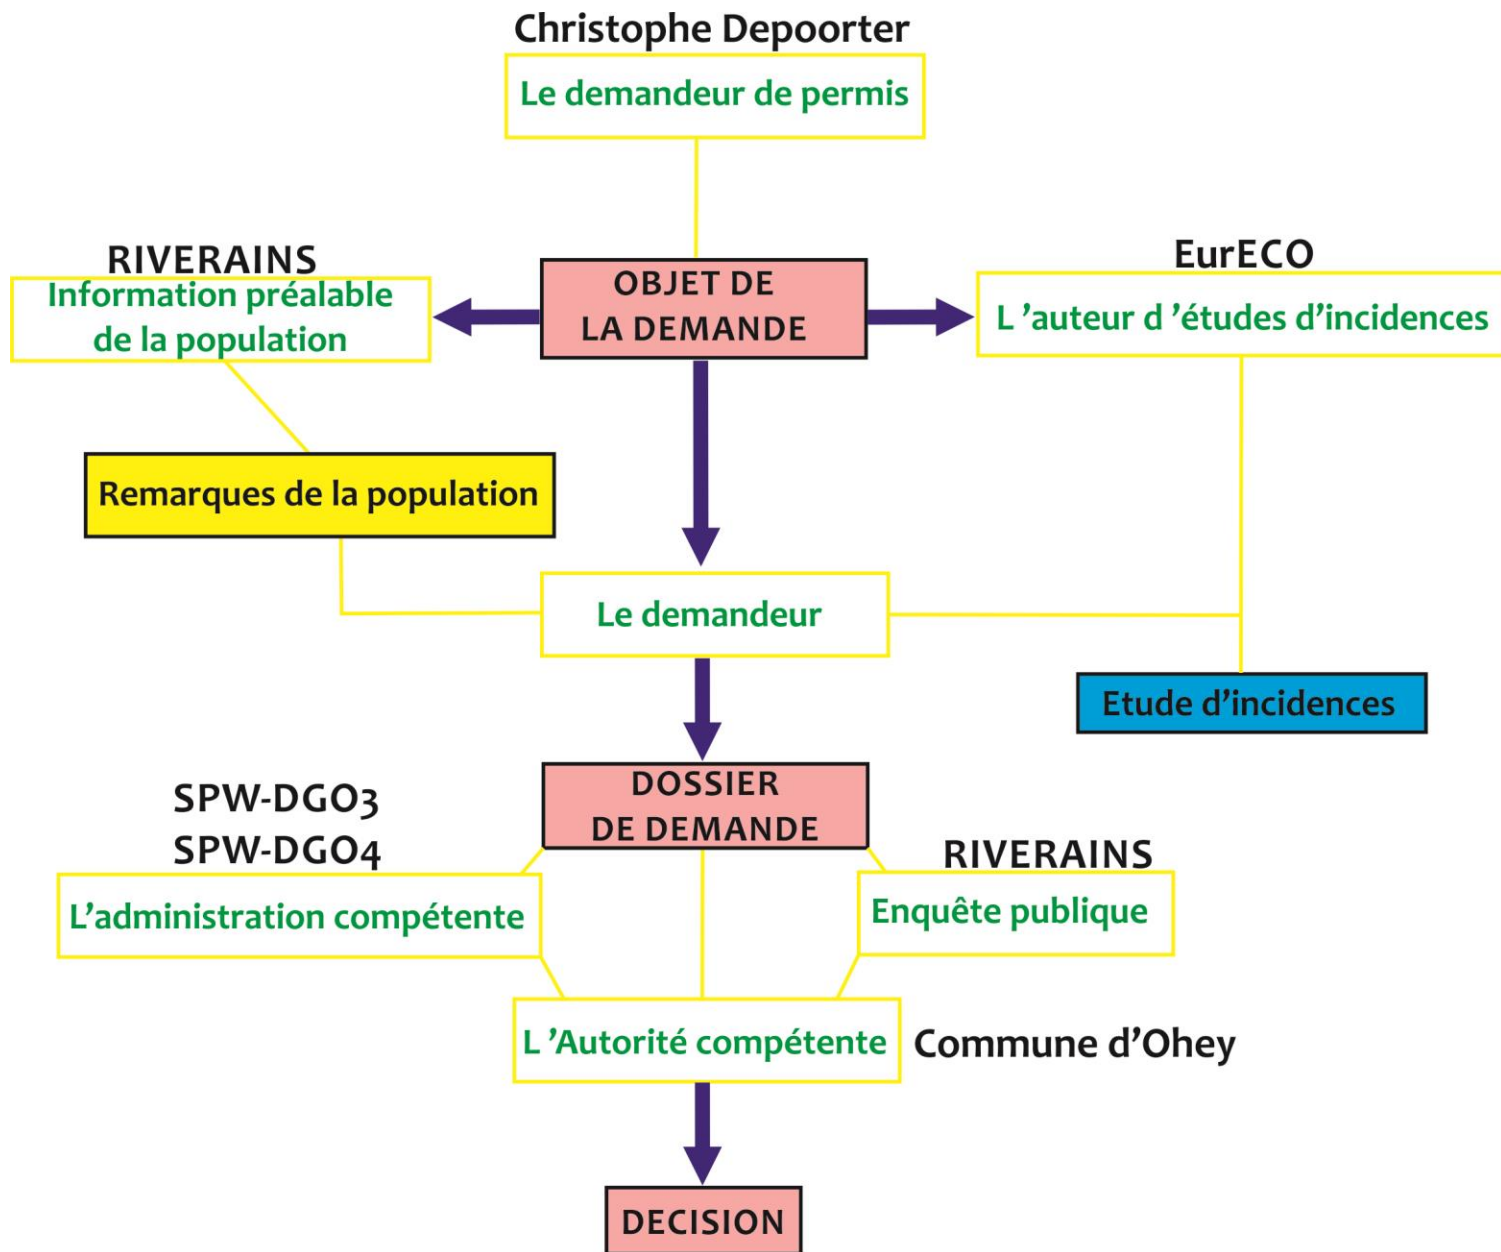 Christophe Depoorter
Le demandeur de permis
RIVERAINS
Information préalable
de la population
OBJET DE
LA DEMANDE
EurECO
L ’auteur d ’études d’incidences
Remarques de la population
Le demandeur
Etude d’incidences
DOSSIER
DE DEMANDE
SPW-DGO3
SPW-DGO4
L’administration compétente
RIVERAINS
Enquête publique
L ’Autorité compétente
Commune d’Ohey
DECISION